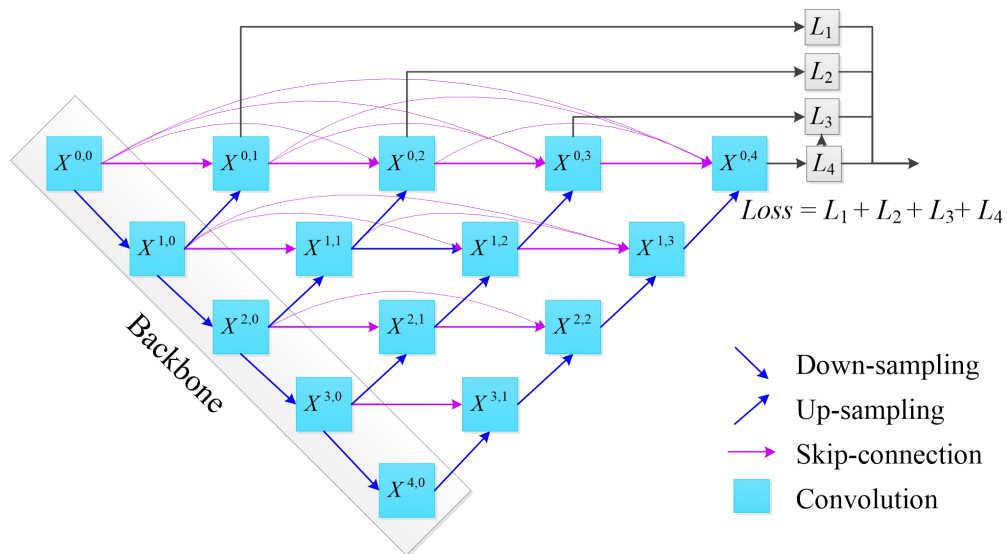 L₁
L₂
L₃
X⁰,⁰ X⁰,¹ X⁰,² X⁰,³ X⁰,⁴ L₄
Loss = L₁ + L₂ + L₃+ L₄
X¹,⁰ X¹,¹ X¹,² X¹,³
X²,⁰ X²,¹ X²,²
Backbone
Down-sampling
X³,⁰ X³,¹
Up-sampling
Skip-connection
X⁴,⁰
Convolution